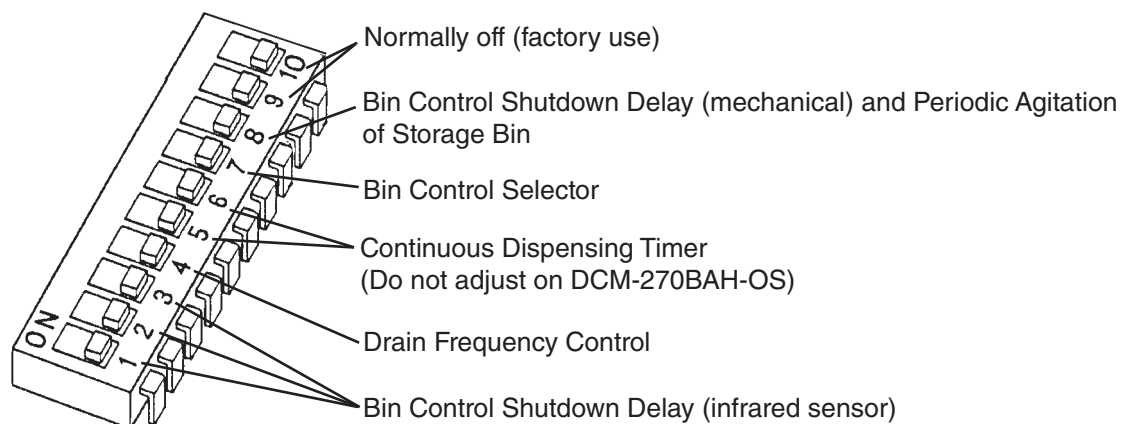 Normally off (factory use)
10
9
Bin Control Shutdown Delay (mechanical) and Periodic Agitation
of Storage Bin
8
7
Bin Control Selector
6
5
Continuous Dispensing Timer
(Do not adjust on DCM-270BAH-OS)
4
3
Drain Frequency Control
ON
2
1
Bin Control Shutdown Delay (infrared sensor)